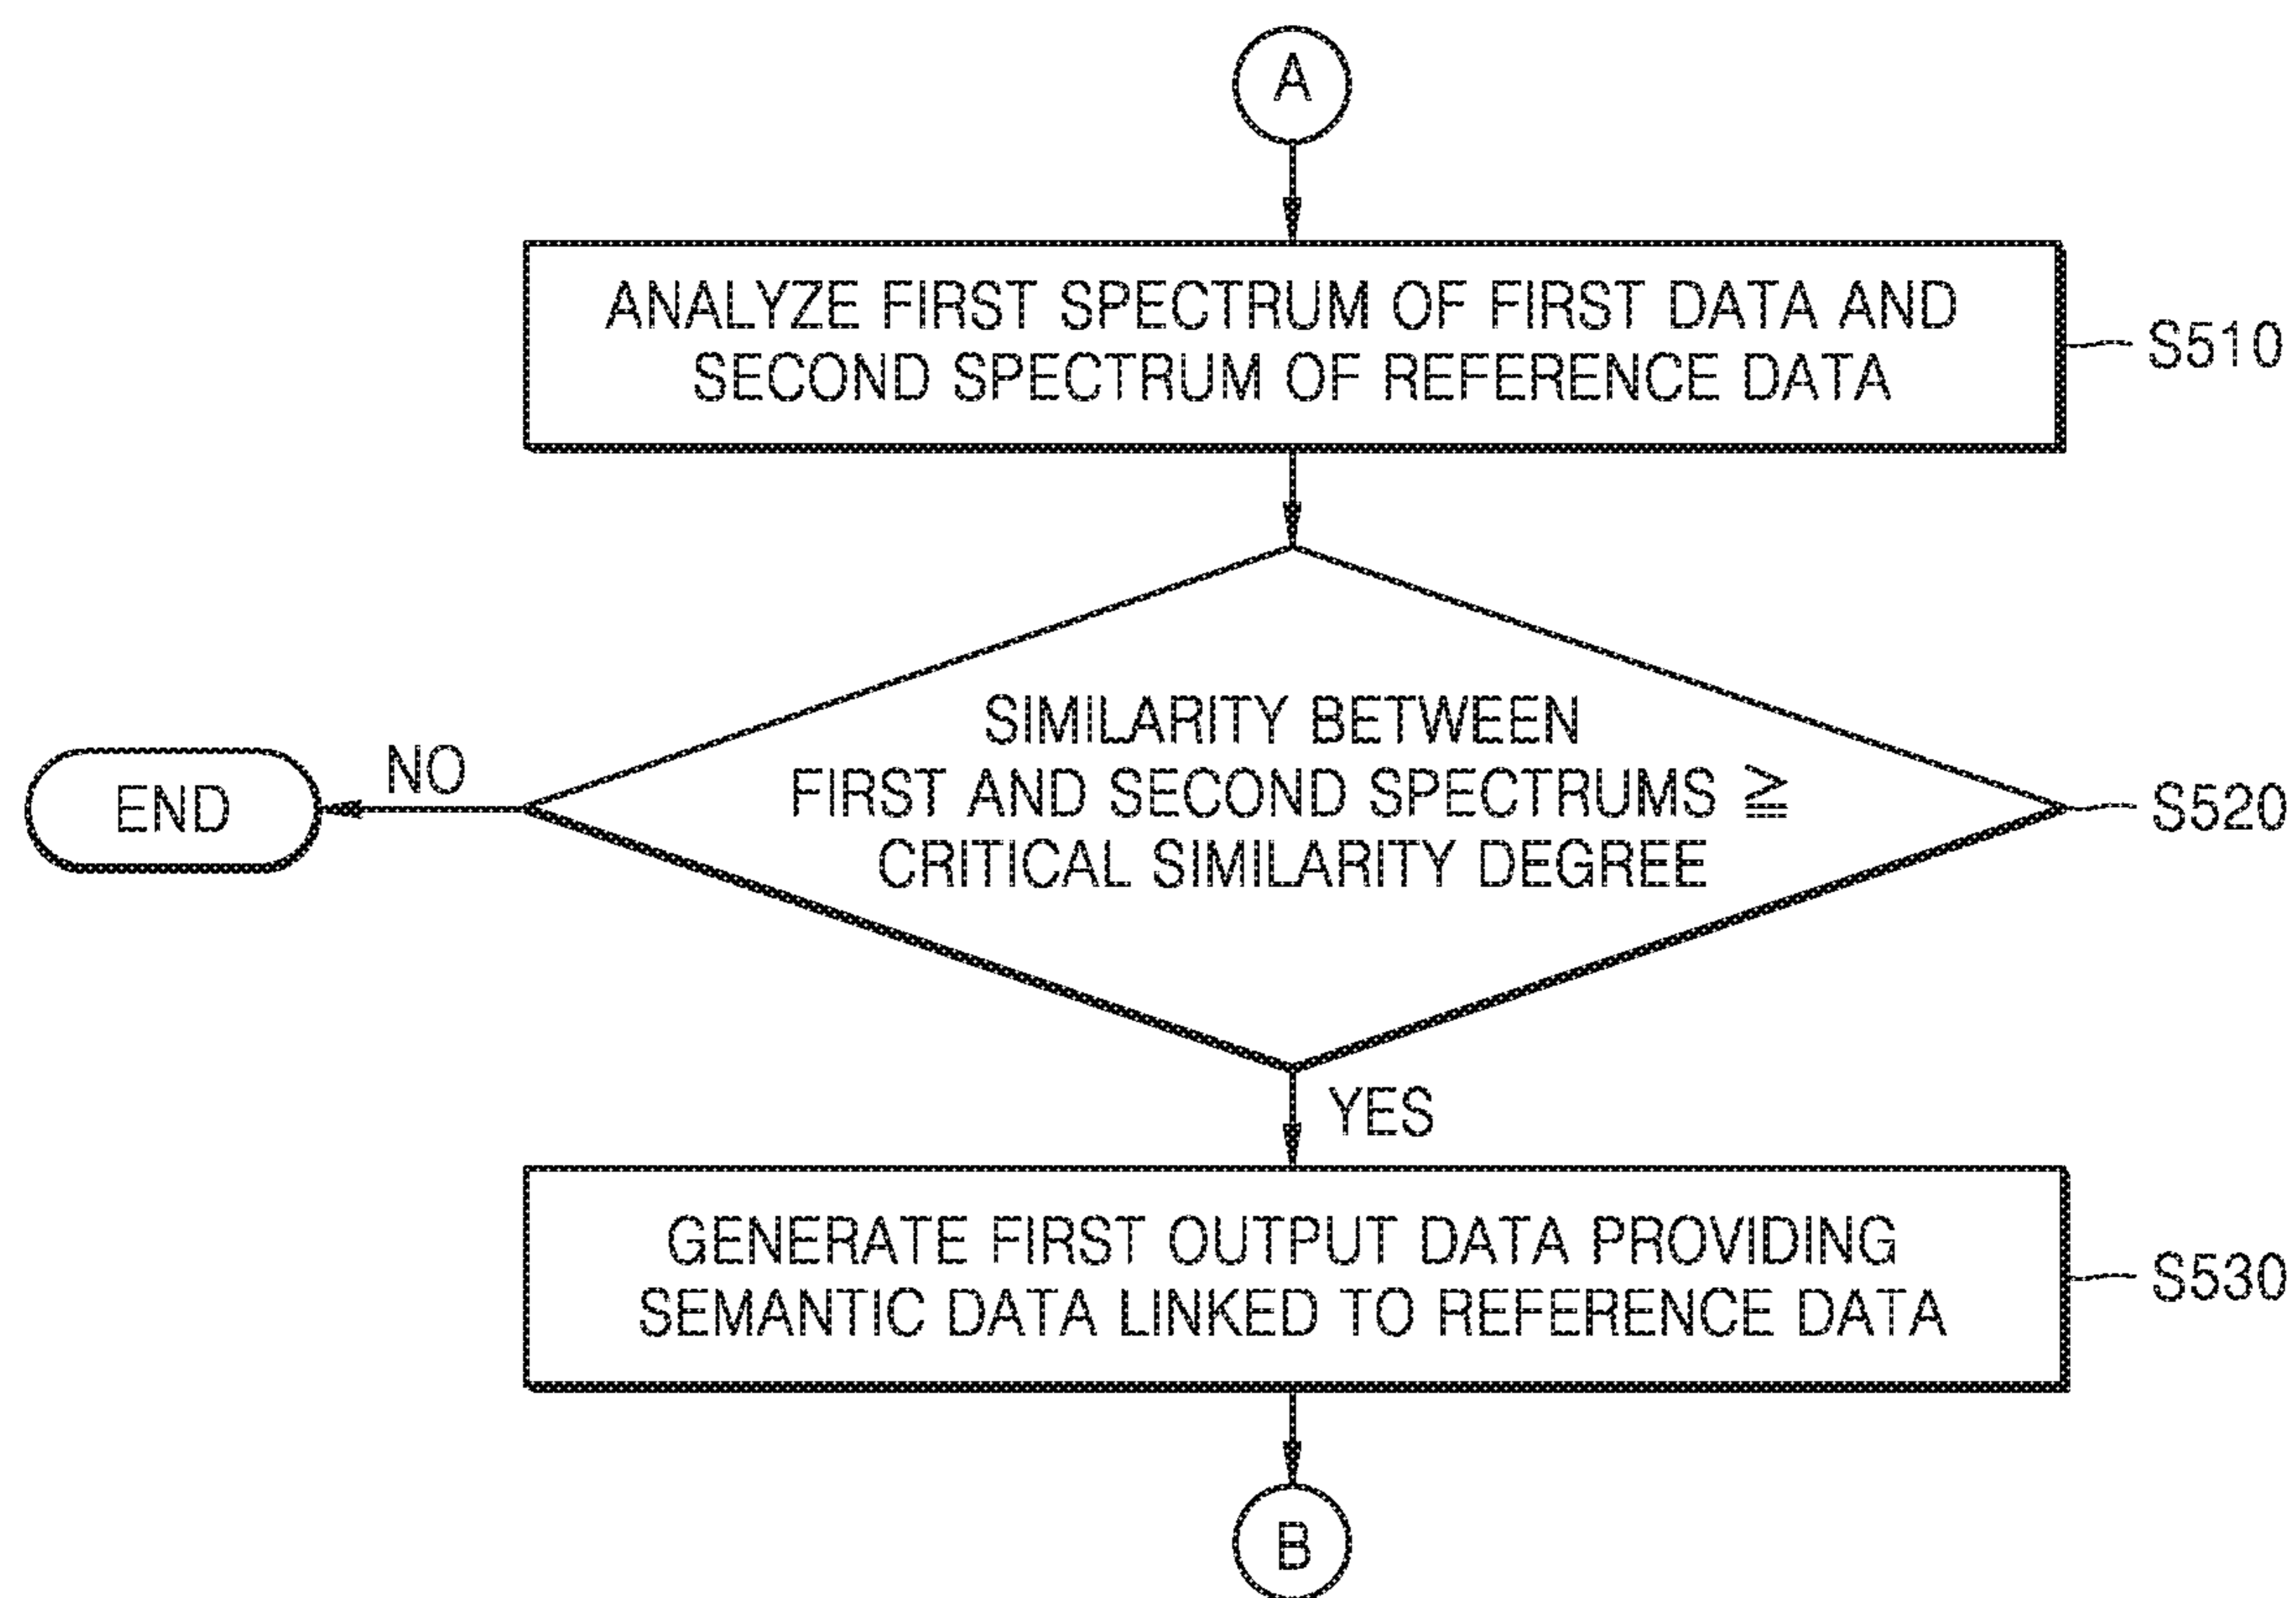 A
ANALYZE FIRST SPECTRUM OF FIRST DATA AND
SECOND SPECTRUM OF REFERENCE DATA
S510
SIMILARITY BETWEEN
FIRST AND SECOND SPECTRUMS ≧
CRITICAL SIMILARITY DEGREE
S520
NO
END
YES
GENERATE FIRST OUTPUT DATA PROVIDING
SEMANTIC DATA LINKED TO REFERENCE DATA
S530
B